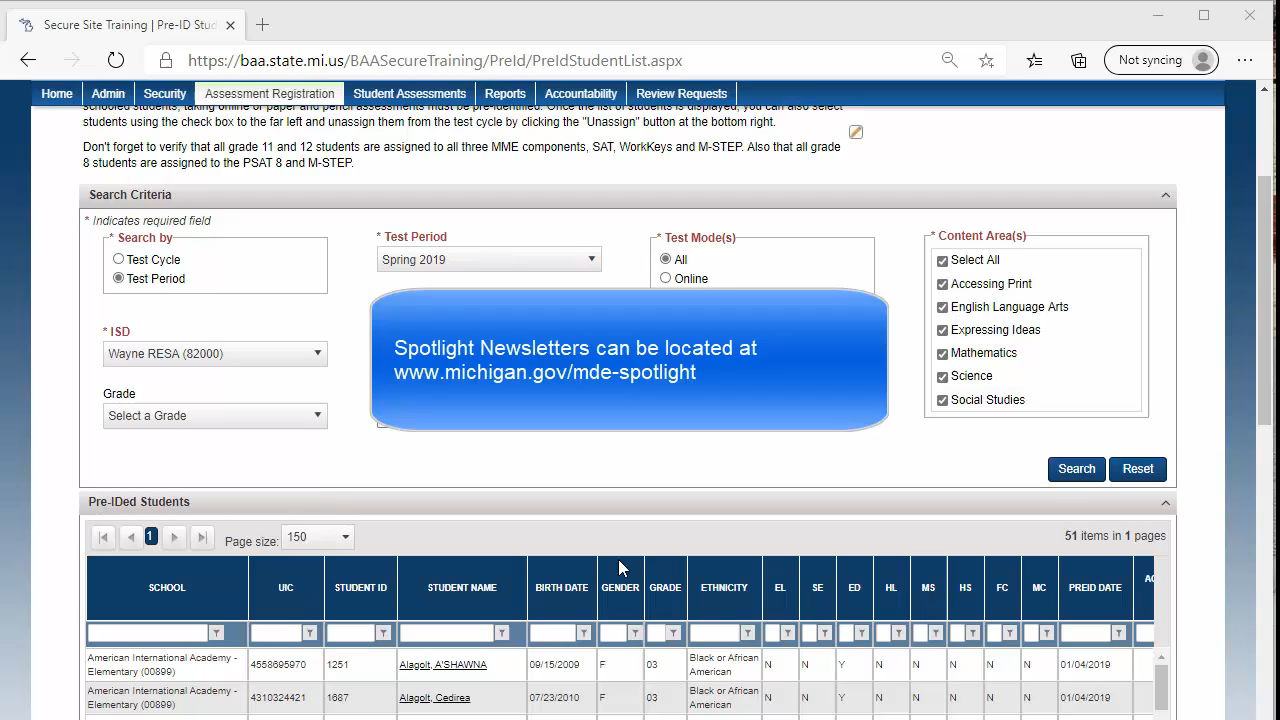 Secure Site Training | Pre-ID Stud
https://baa.state.mi.us/BAASecureTraining/PreId/PreIdStudentList.aspx
Not syncing
Home Admin Security Assessment Registration Student Assessments Reports Accountability Review Requests
schooled students, taking online or paper and pencil assessments must be pre-identified. Once the list of students is displayed, you can also select
students using the check box to the far left and unassign them from the test cycle by clicking the "Unassign" button at the bottom right.
Don't forget to verify that all grade 11 and 12 students are assigned to all three MME components, SAT, WorkKeys and M-STEP. Also that all grade
8 students are assigned to the PSAT 8 and M-STEP.
Search Criteria
* Indicates required field
* Search by
Test Cycle
Test Period
* Test Period
Spring 2019
* Test Mode(s)
All
Online
* Content Area(s)
Select All
Accessing Print
English Language Arts
Expressing Ideas
Mathematics
Science
Social Studies
* ISD
Wayne RESA (82000)
Grade
Select a Grade
Spotlight Newsletters can be located at
www.michigan.gov/mde-spotlight
Search Reset
Pre-IDed Students
1 Page size: 150 51 items in 1 pages
SCHOOL UIC STUDENT ID STUDENT NAME BIRTH DATE GENDER GRADE ETHNICITY EL SE ED HL MS HS FC MC PREID DATE
American International Academy -
Elementary (00899)
4558695970 1251 Alagolt, A'SHAWNA 09/15/2009 F 03
Black or African
American
N N Y N N N N N 01/04/2019
American International Academy -
Elementary (00899)
4310324421 1687 Alagolt, Cedirea 07/23/2010 F 03
Black or African
American
N N Y N N N N N 01/04/2019